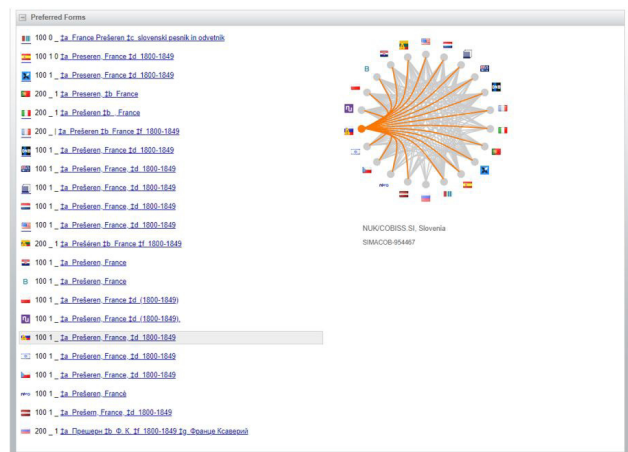 Preferred Forms
100 0 _ ‡a France Prešeren ‡c slovenski pesnik in odvetnik
100 1 0 ‡a Preseren, France ‡d 1800-1849
100 1 _ ‡a Preseren, France ‡d 1800-1849
200 _ 1 ‡a Preseren, ‡b France
200 _ 1 ‡a Prešeren ‡b , France
200 _ | ‡a Prešeren ‡b France ‡f 1800-1849
100 1 _ ‡a Prešeren, France ‡d 1800-1849
100 1 _ ‡a Prešeren, France, ‡d 1800-1849
100 1 _ ‡a Prešeren, France, ‡d 1800-1849
100 1 _ ‡a Prešeren, France, ‡d 1800-1849
100 1 _ ‡a Prešeren, France, ‡d 1800-1849
200 _ 1 ‡a Prešéren ‡b France ‡f 1800-1849
100 1 _ ‡a Prešeren, France
B 100 1 _ ‡a Prešeren, France
100 1 _ ‡a Prešeren, France ‡d (1800-1849)
100 1 _ ‡a Prešeren, France ‡d (1800-1849),
100 1 _ ‡a Prešeren, France, ‡d 1800-1849
100 1 _ ‡a Prešeren, France, ‡d 1800-1849
100 1 _ ‡a Prešeren, France, ‡d 1800-1849
100 1 _ ‡a Prešeren, Francé
100 1 _ ‡a Prešern, France, ‡d 1800-1849
200 _ 1 ‡a Прешерн ‡b Ф. К. ‡f 1800-1849 ‡g Франце Ксаверий
B
NUK/COBISS.SI, Slovenia
SIMACOB-954467